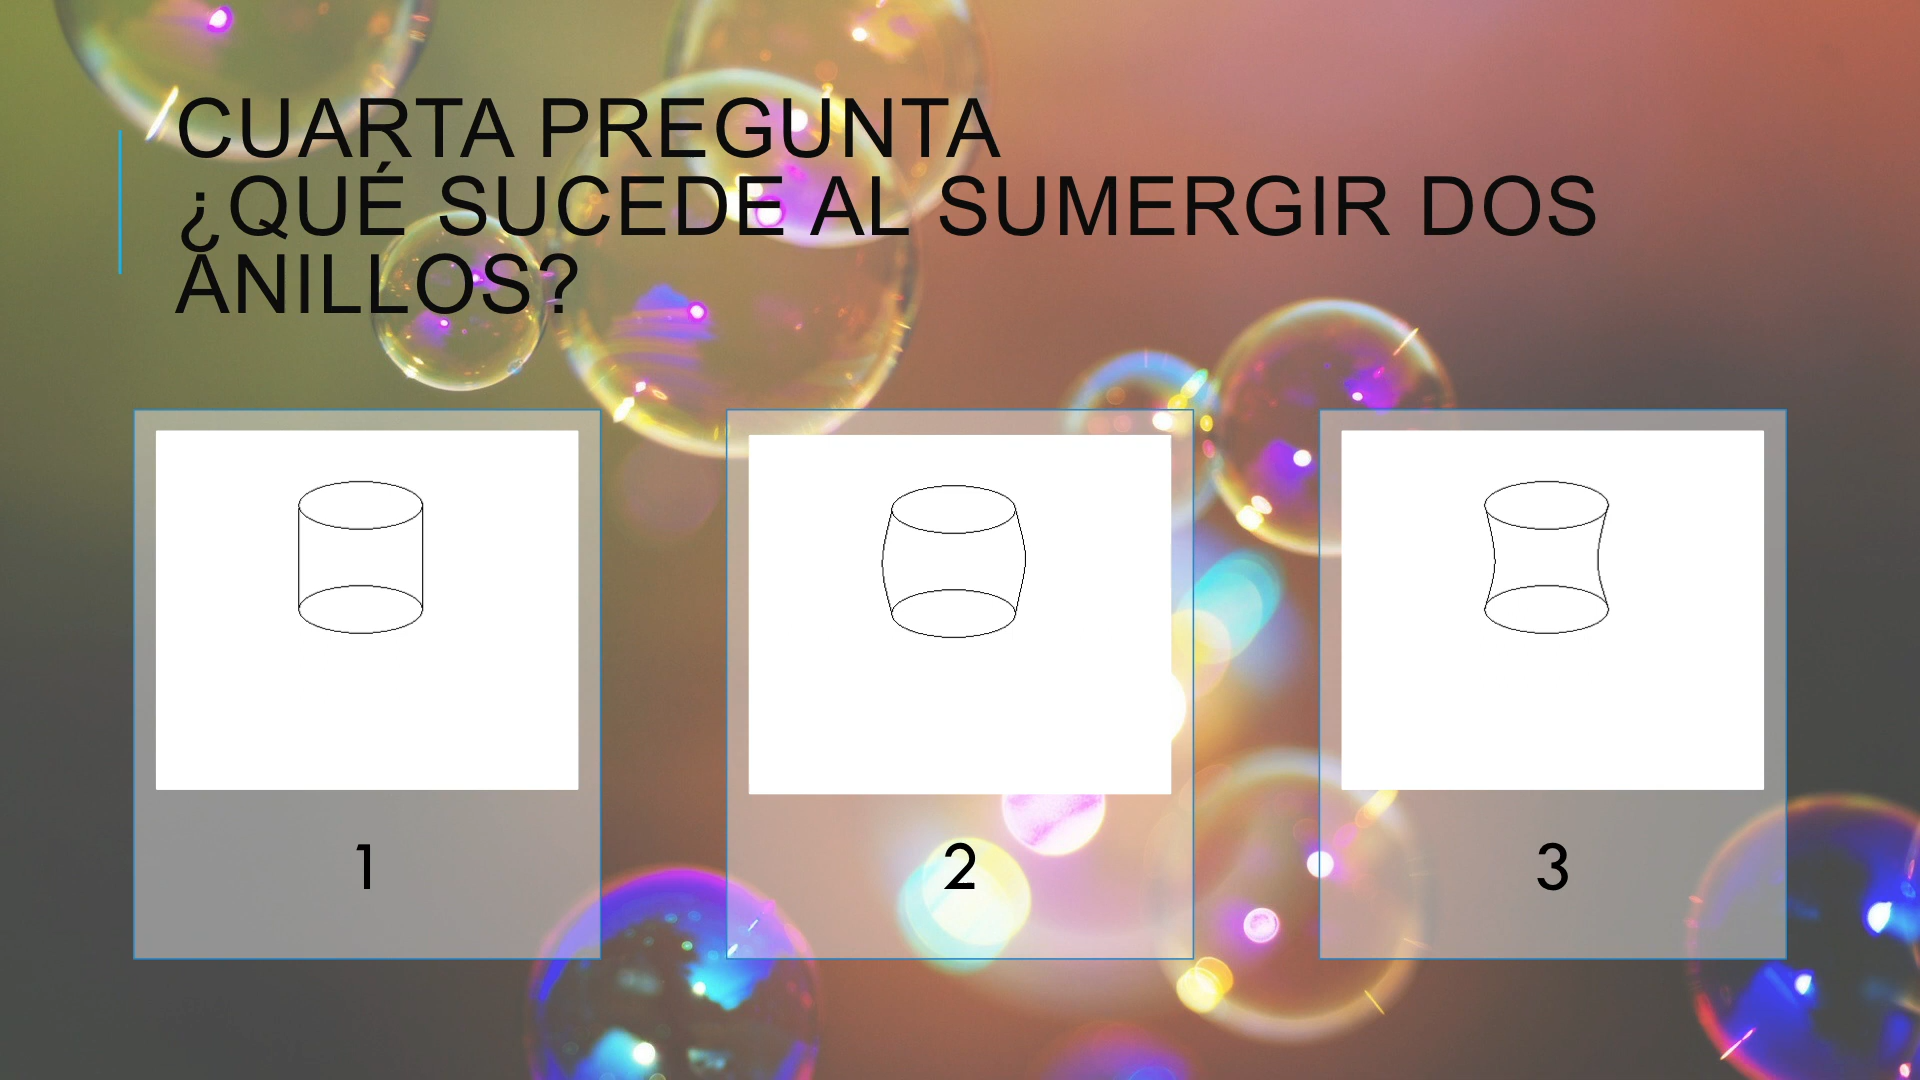 CUARTA PREGUNTA
¿QUÉ SUCEDE AL SUMERGIR DOS
ANILLOS?
1
2
3